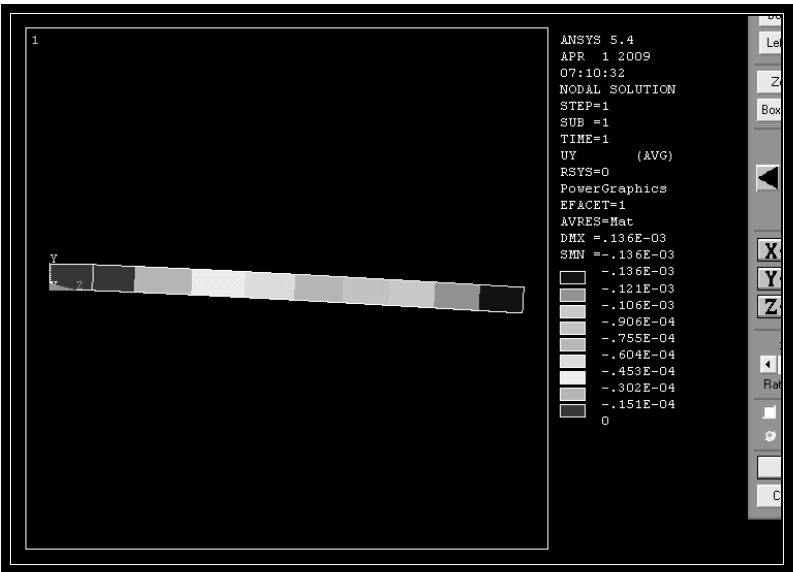 1
ANSYS 5.4
APR 1 2009
07:10:32
NODAL SOLUTION
STEP=1
SUB =1
TIME=1
UY (AVG)
RSYS=0
PowerGraphics
EFACET=1
AVRES=Mat
DMX =.136E-03
SMN =-.136E-03
-.136E-03
-.121E-03
-.106E-03
-.906E-04
-.755E-04
-.604E-04
-.453E-04
-.302E-04
-.151E-04
0
Y
Z
Box
X
Y
Z